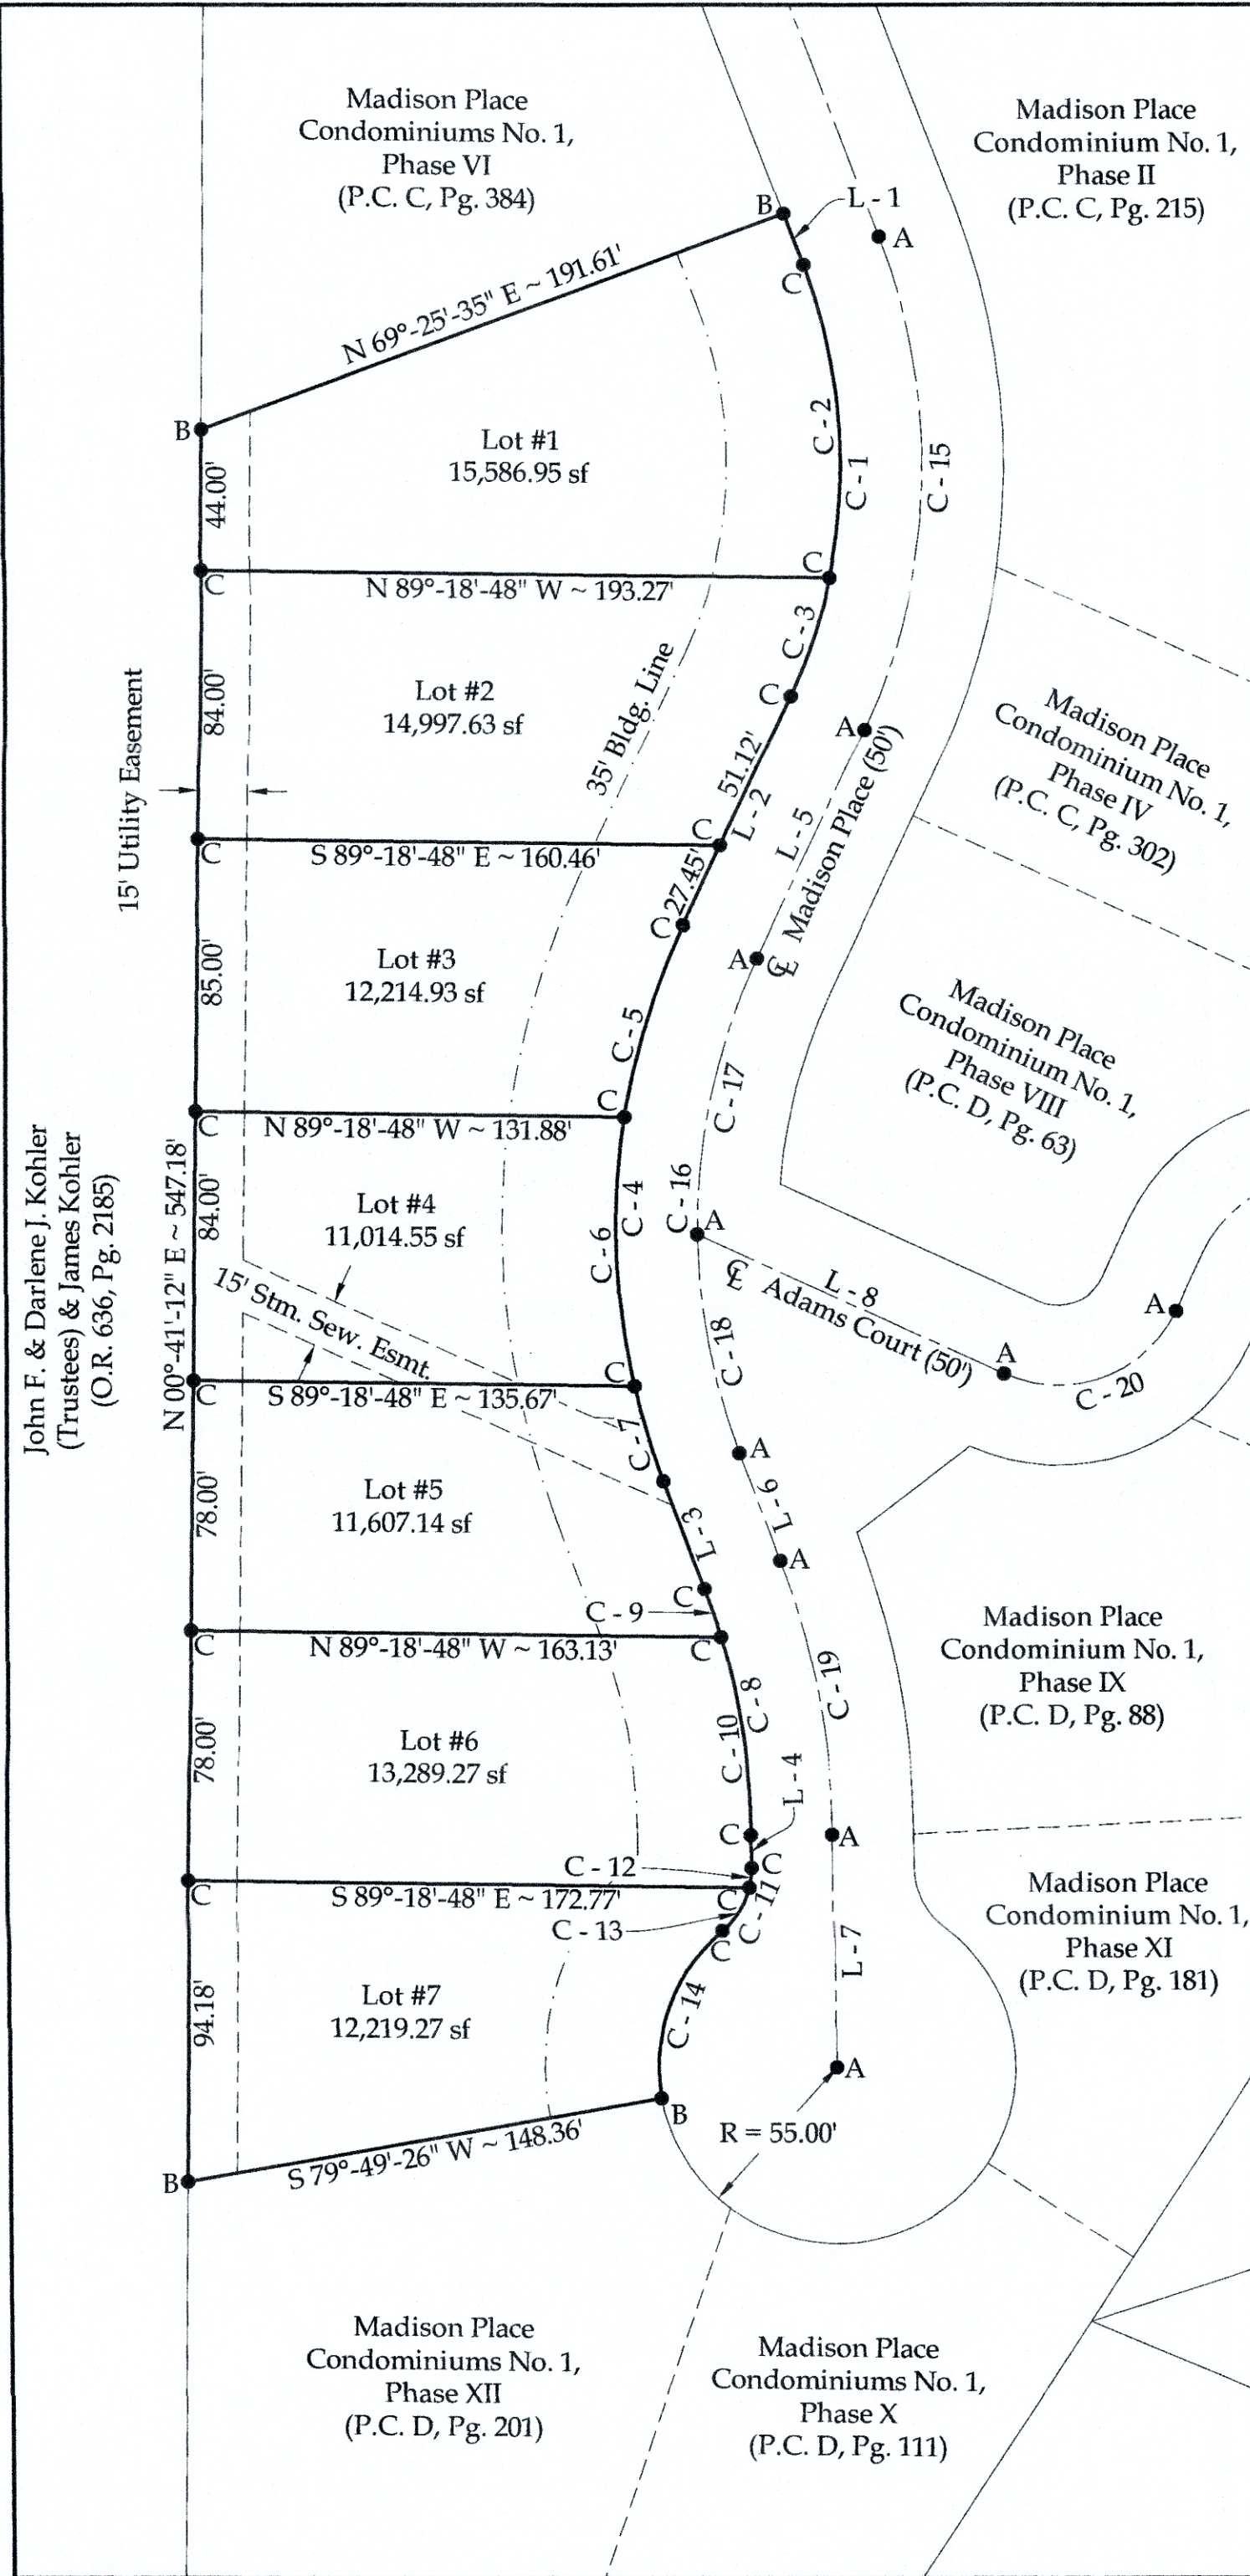 Madison Place
Condominiums No. 1,
Phase VI
(P.C. C, Pg. 384)
Madison Place
Condominium No. 1,
Phase II
(P.C. C, Pg. 215)
B
L - 1
A
C
N 69°-25'-35" E ~ 191.61'
B
44.00'
Lot #1
15,586.95 sf
C - 2
C - 1
C - 15
C
C
N 89°-18'-48" W ~ 193.27'
C - 3
84.00'
Lot #2
14,997.63 sf
35' Bldg. Line
C
A
51.12'
L - 2
L - 5
Madison Place (50')
℄
Madison Place
Condominium No. 1,
Phase IV
(P.C. C, Pg. 302)
15' Utility Easement
C
C
S 89°-18'-48" E ~ 160.46'
27.45'
C
A
85.00'
Lot #3
12,214.93 sf
C - 5
C - 17
Madison Place
Condominium No. 1,
Phase VIII
(P.C. D, Pg. 63)
C
C
N 89°-18'-48" W ~ 131.88'
John F. & Darlene J. Kohler
(Trustees) & James Kohler
(O.R. 636, Pg. 2185)
N 00°-41'-12" E ~ 547.18'
84.00'
Lot #4
11,014.55 sf
C - 6
C - 4
C - 16
A
15' Stm. Sew. Esmt.
℄
L - 8
Adams Court (50')
A
A
C - 20
C - 18
C
C
S 89°-18'-48" E ~ 135.67'
C - 7
A
78.00'
Lot #5
11,607.14 sf
L - 3
L - 6
A
C
C - 9
C
C
N 89°-18'-48" W ~ 163.13'
Madison Place
Condominium No. 1,
Phase IX
(P.C. D, Pg. 88)
78.00'
Lot #6
13,289.27 sf
C - 10
C - 8
C - 19
L - 4
C
A
C - 12
C
C
C
S 89°-18'-48" E ~ 172.77'
C - 11
C - 13
C
Madison Place
Condominium No. 1,
Phase XI
(P.C. D, Pg. 181)
94.18'
Lot #7
12,219.27 sf
C - 14
L - 7
A
B
R = 55.00'
B
S 79°-49'-26" W ~ 148.36'
Madison Place
Condominiums No. 1,
Phase XII
(P.C. D, Pg. 201)
Madison Place
Condominiums No. 1,
Phase X
(P.C. D, Pg. 111)